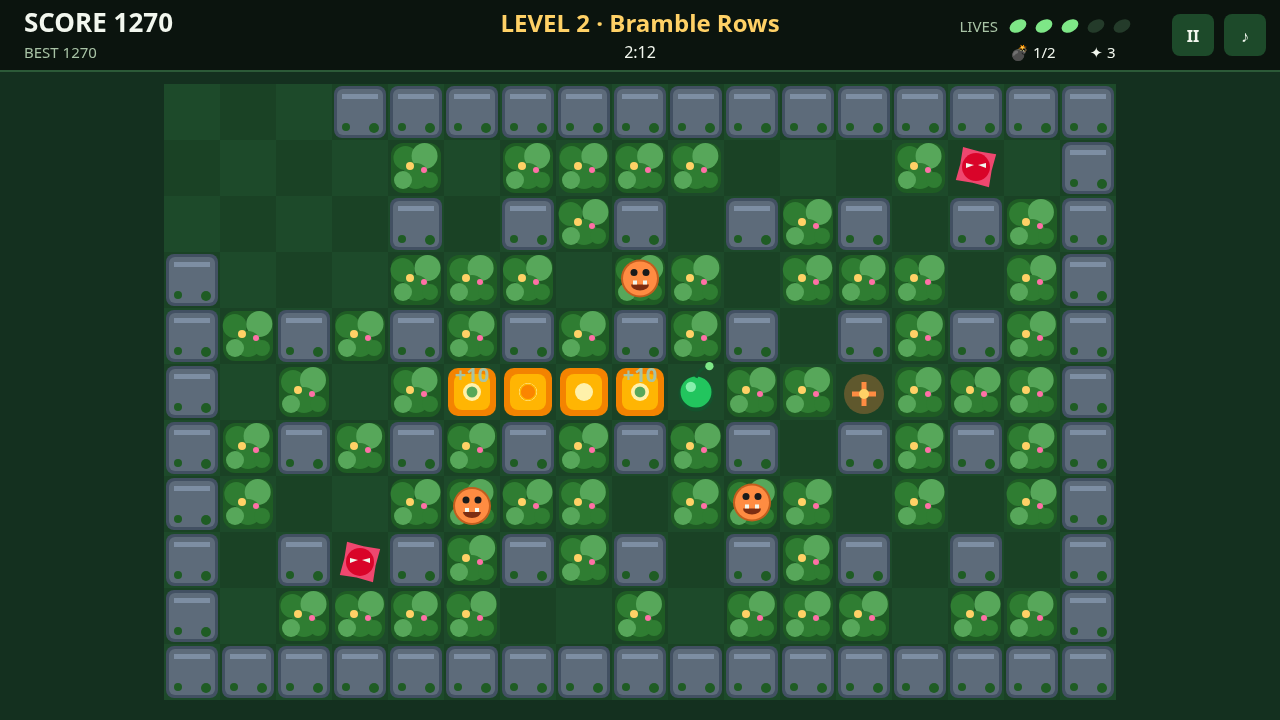 SCORE 1270
BEST 1270
LEVEL 2 · Bramble Rows
2:12
LIVES
💣 1/2
✦ 3
II
♪
+10
+10